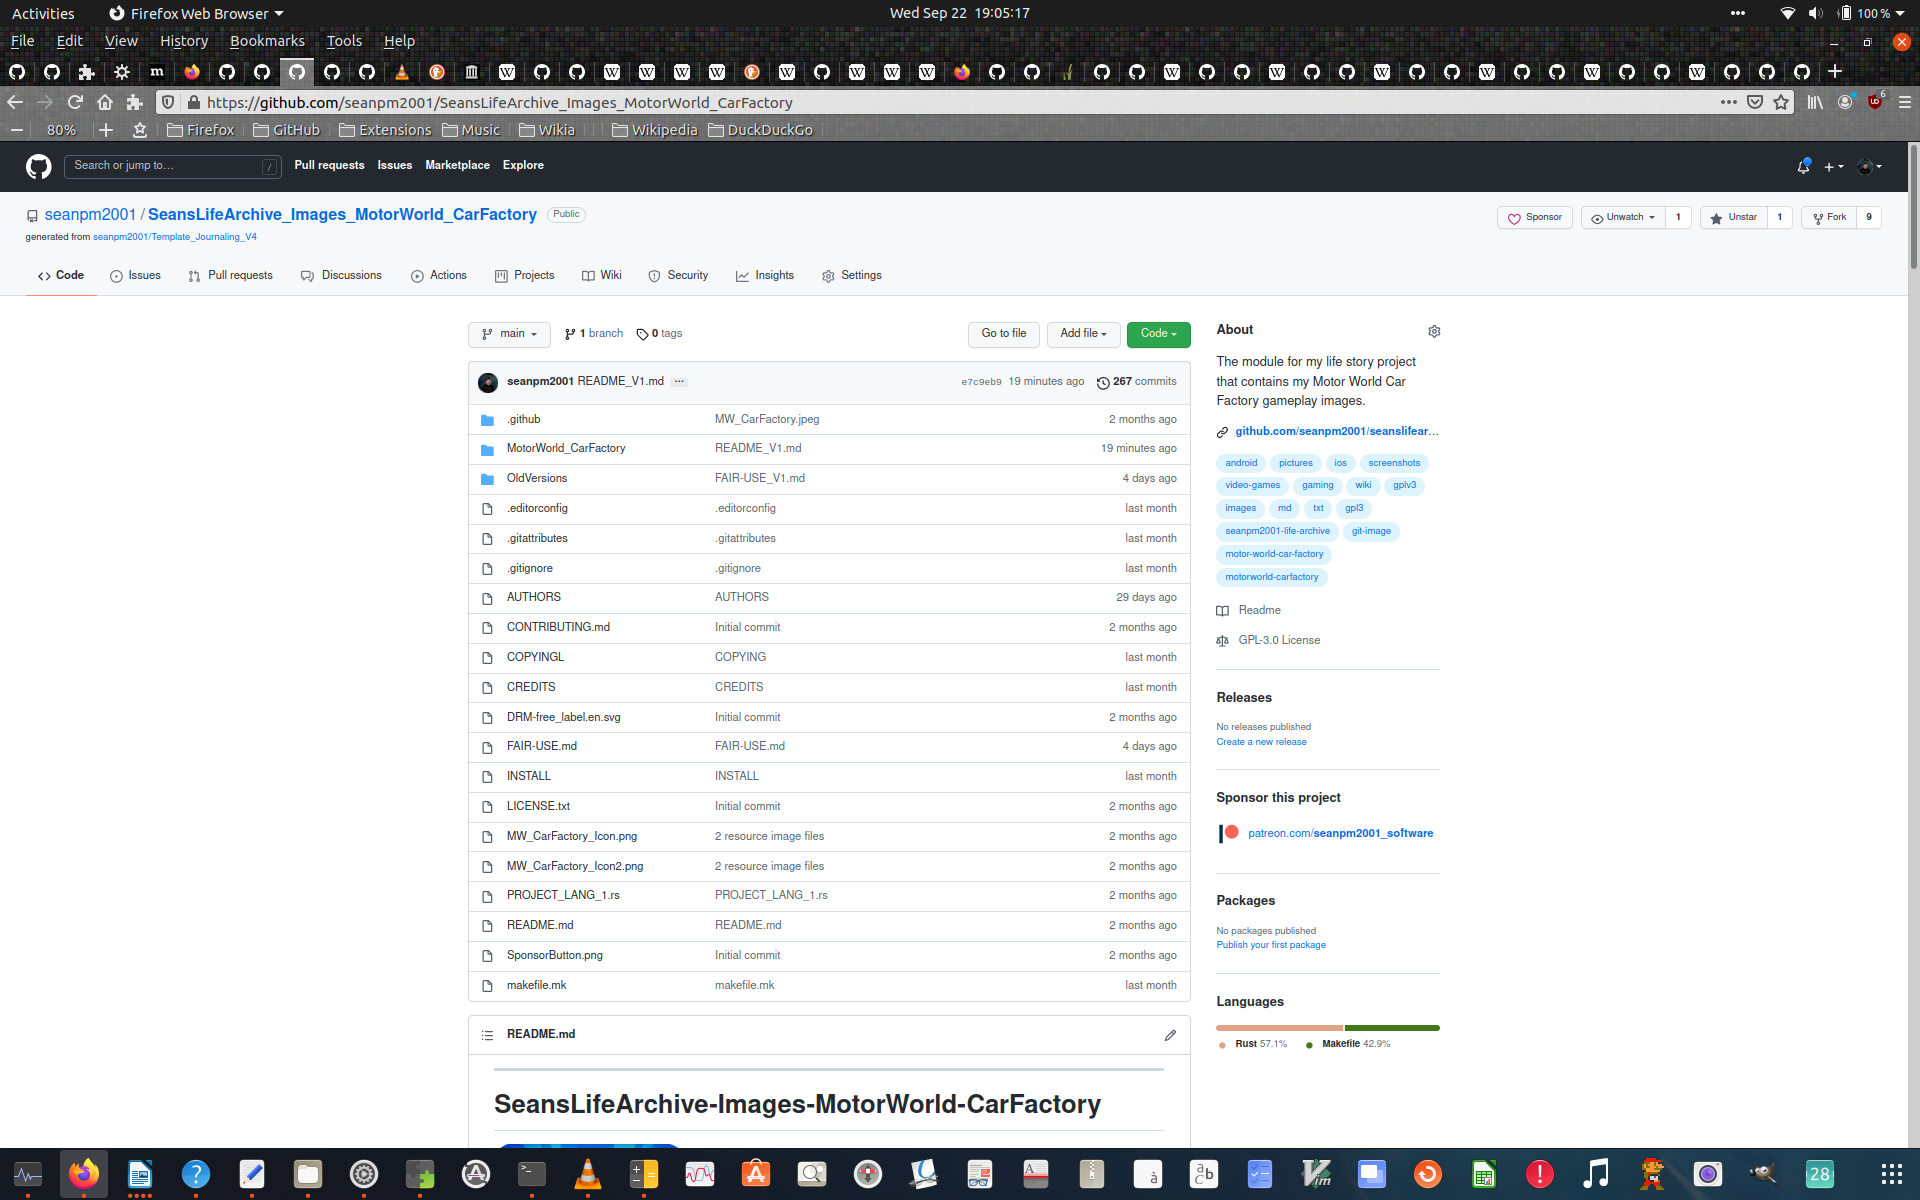 Activities Firefox Web Browser Wed Sep 22 19:05:17 100 %
File Edit View History Bookmarks Tools Help
https://github.com/seanpm2001/SeansLifeArchive_Images_MotorWorld_CarFactory 6
80% Firefox GitHub Extensions Music Wikia Wikipedia DuckDuckGo
Search or jump to… / Pull requests Issues Marketplace Explore
seanpm2001 / SeansLifeArchive_Images_MotorWorld_CarFactory Public Sponsor Unwatch 1 Unstar 1 Fork 9
generated from seanpm2001/Template_Journaling_V4
Code Issues Pull requests Discussions Actions Projects Wiki Security Insights Settings
main 1 branch 0 tags Go to file Add file Code
seanpm2001 README_V1.md ... e7c9eb9 19 minutes ago 267 commits
.github MW_CarFactory.jpeg 2 months ago
MotorWorld_CarFactory README_V1.md 19 minutes ago
OldVersions FAIR-USE_V1.md 4 days ago
.editorconfig .editorconfig last month
.gitattributes .gitattributes last month
.gitignore .gitignore last month
AUTHORS AUTHORS 29 days ago
CONTRIBUTING.md Initial commit 2 months ago
COPYINGL COPYING last month
CREDITS CREDITS last month
DRM-free_label.en.svg Initial commit 2 months ago
FAIR-USE.md FAIR-USE.md 4 days ago
INSTALL INSTALL last month
LICENSE.txt Initial commit 2 months ago
MW_CarFactory_Icon.png 2 resource image files 2 months ago
MW_CarFactory_Icon2.png 2 resource image files 2 months ago
PROJECT_LANG_1.rs PROJECT_LANG_1.rs 2 months ago
README.md README.md 2 months ago
SponsorButton.png Initial commit 2 months ago
makefile.mk makefile.mk last month
README.md
SeansLifeArchive-Images-MotorWorld-CarFactory
About
The module for my life story project
that contains my Motor World Car
Factory gameplay images.
github.com/seanpm2001/seanslifear…
android pictures ios screenshots
video-games gaming wiki gplv3
images md txt gpl3
seanpm2001-life-archive git-image
motor-world-car-factory
motorworld-carfactory
Readme
GPL-3.0 License
Releases
No releases published
Create a new release
Sponsor this project
patreon.com/seanpm2001_software
Packages
No packages published
Publish your first package
Languages
Rust 57.1% Makefile 42.9%
28